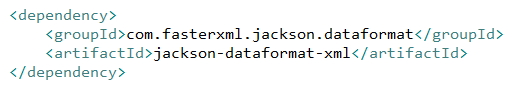 <dependency>
    <groupId>com.fasterxml.jackson.dataformat</groupId>
    <artifactId>jackson-dataformat-xml</artifactId>
</dependency>